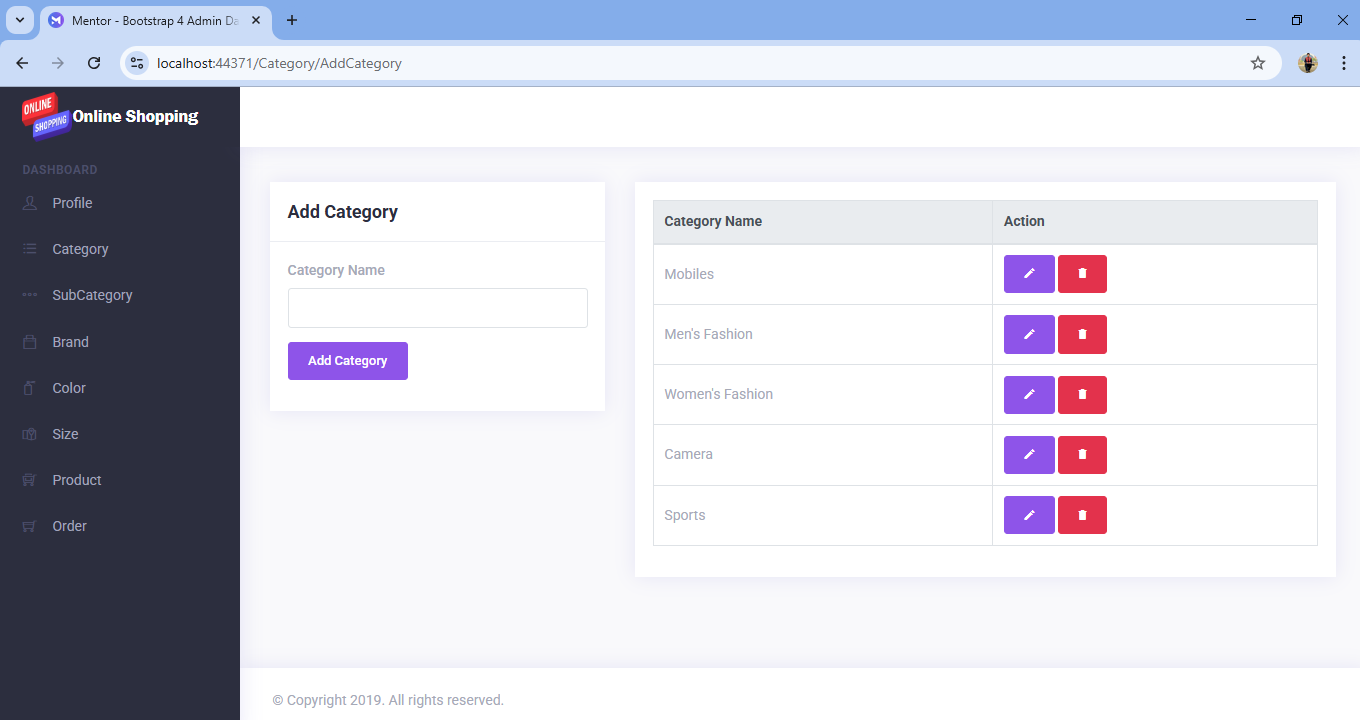 Mentor - Bootstrap 4 Admin Da
localhost:44371/Category/AddCategory
ONLINE
SHOPPING
Online Shopping
DASHBOARD
Profile
Category
SubCategory
Brand
Color
Size
Product
Order
Add Category
Category Name
Add Category
Category Name Action
Mobiles
Men's Fashion
Women's Fashion
Camera
Sports
© Copyright 2019. All rights reserved.